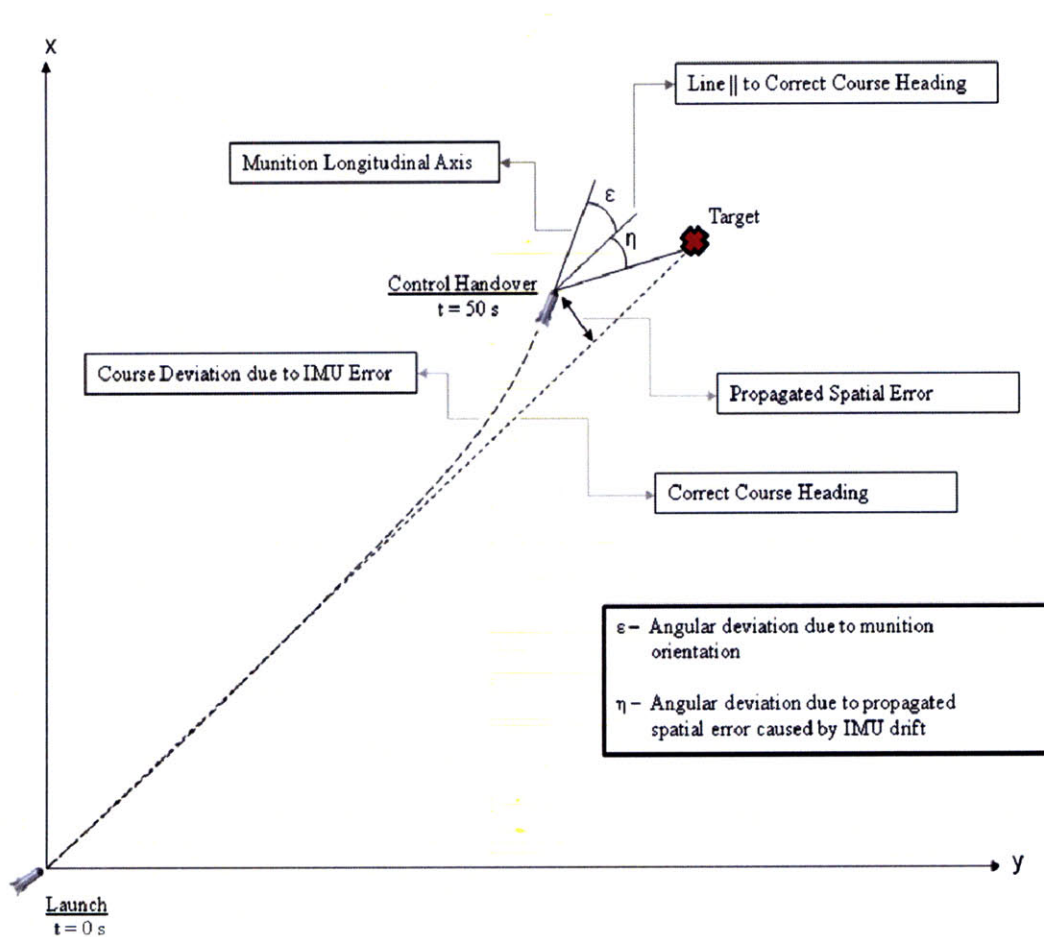 x
Line || to Correct Course Heading
Munition Longitudinal Axis
ε
η
Target
Control Handover
t = 50 s
Course Deviation due to IMU Error
Propagated Spatial Error
Correct Course Heading
ε – Angular deviation due to munition
orientation
η – Angular deviation due to propagated
spatial error caused by IMU drift
y
Launch
t = 0 s